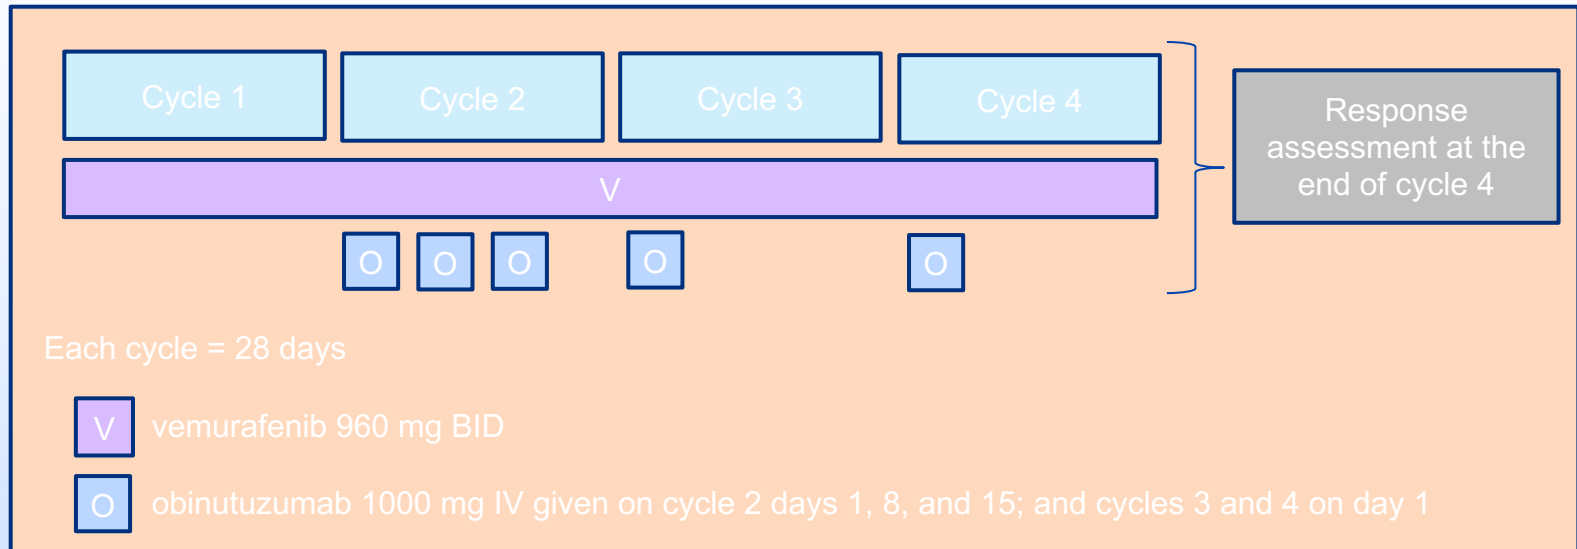 Cycle 1
Cycle 2
Cycle 3
Cycle 4
Response
assessment at the
end of cycle 4
V
O
O
O
O
O
Each cycle = 28 days
V vemurafenib 960 mg BID
O obinutuzumab 1000 mg IV given on cycle 2 days 1, 8, and 15; and cycles 3 and 4 on day 1